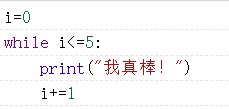 i=0
while i<=5:
    print("我真棒！")
    i+=1